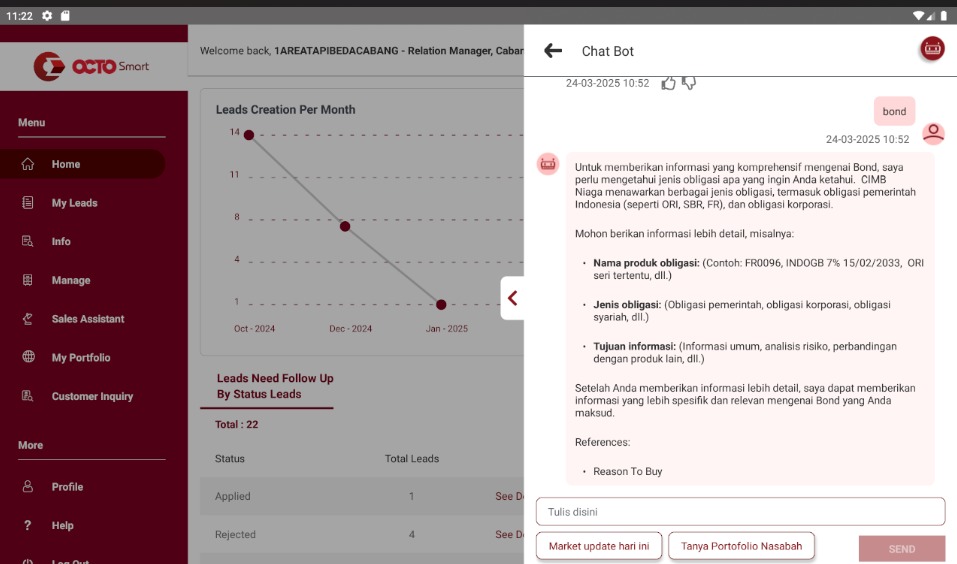 11:22
OCTO Smart
Menu
Home
My Leads
Info
Manage
Sales Assistant
My Portfolio
Customer Inquiry
More
Profile
? Help
Welcome back, 1AREATAPIBEDACABANG - Relation Manager, Cabar
Leads Creation Per Month
14
11
8
4
1
Oct - 2024 Dec - 2024 Jan - 2025
Leads Need Follow Up
By Status Leads
Total : 22
Status Total Leads
Applied 1 See D
Rejected 4 See D
Chat Bot
24-03-2025 10:52
bond
24-03-2025 10:52
Untuk memberikan informasi yang komprehensif mengenai Bond, saya
perlu mengetahui jenis obligasi apa yang ingin Anda ketahui. CIMB
Niaga menawarkan berbagai jenis obligasi, termasuk obligasi pemerintah
Indonesia (seperti ORI, SBR, FR), dan obligasi korporasi.
Mohon berikan informasi lebih detail, misalnya:
• Nama produk obligasi: (Contoh: FR0096, INDOGB 7% 15/02/2033, ORI
seri tertentu, dll.)
• Jenis obligasi: (Obligasi pemerintah, obligasi korporasi, obligasi
syariah, dll.)
• Tujuan informasi: (Informasi umum, analisis risiko, perbandingan
dengan produk lain, dll.)
Setelah Anda memberikan informasi lebih detail, saya dapat memberikan
informasi yang lebih spesifik dan relevan mengenai Bond yang Anda
maksud.
References:
• Reason To Buy
Tulis disini
Market update hari ini
Tanya Portofolio Nasabah
SEND